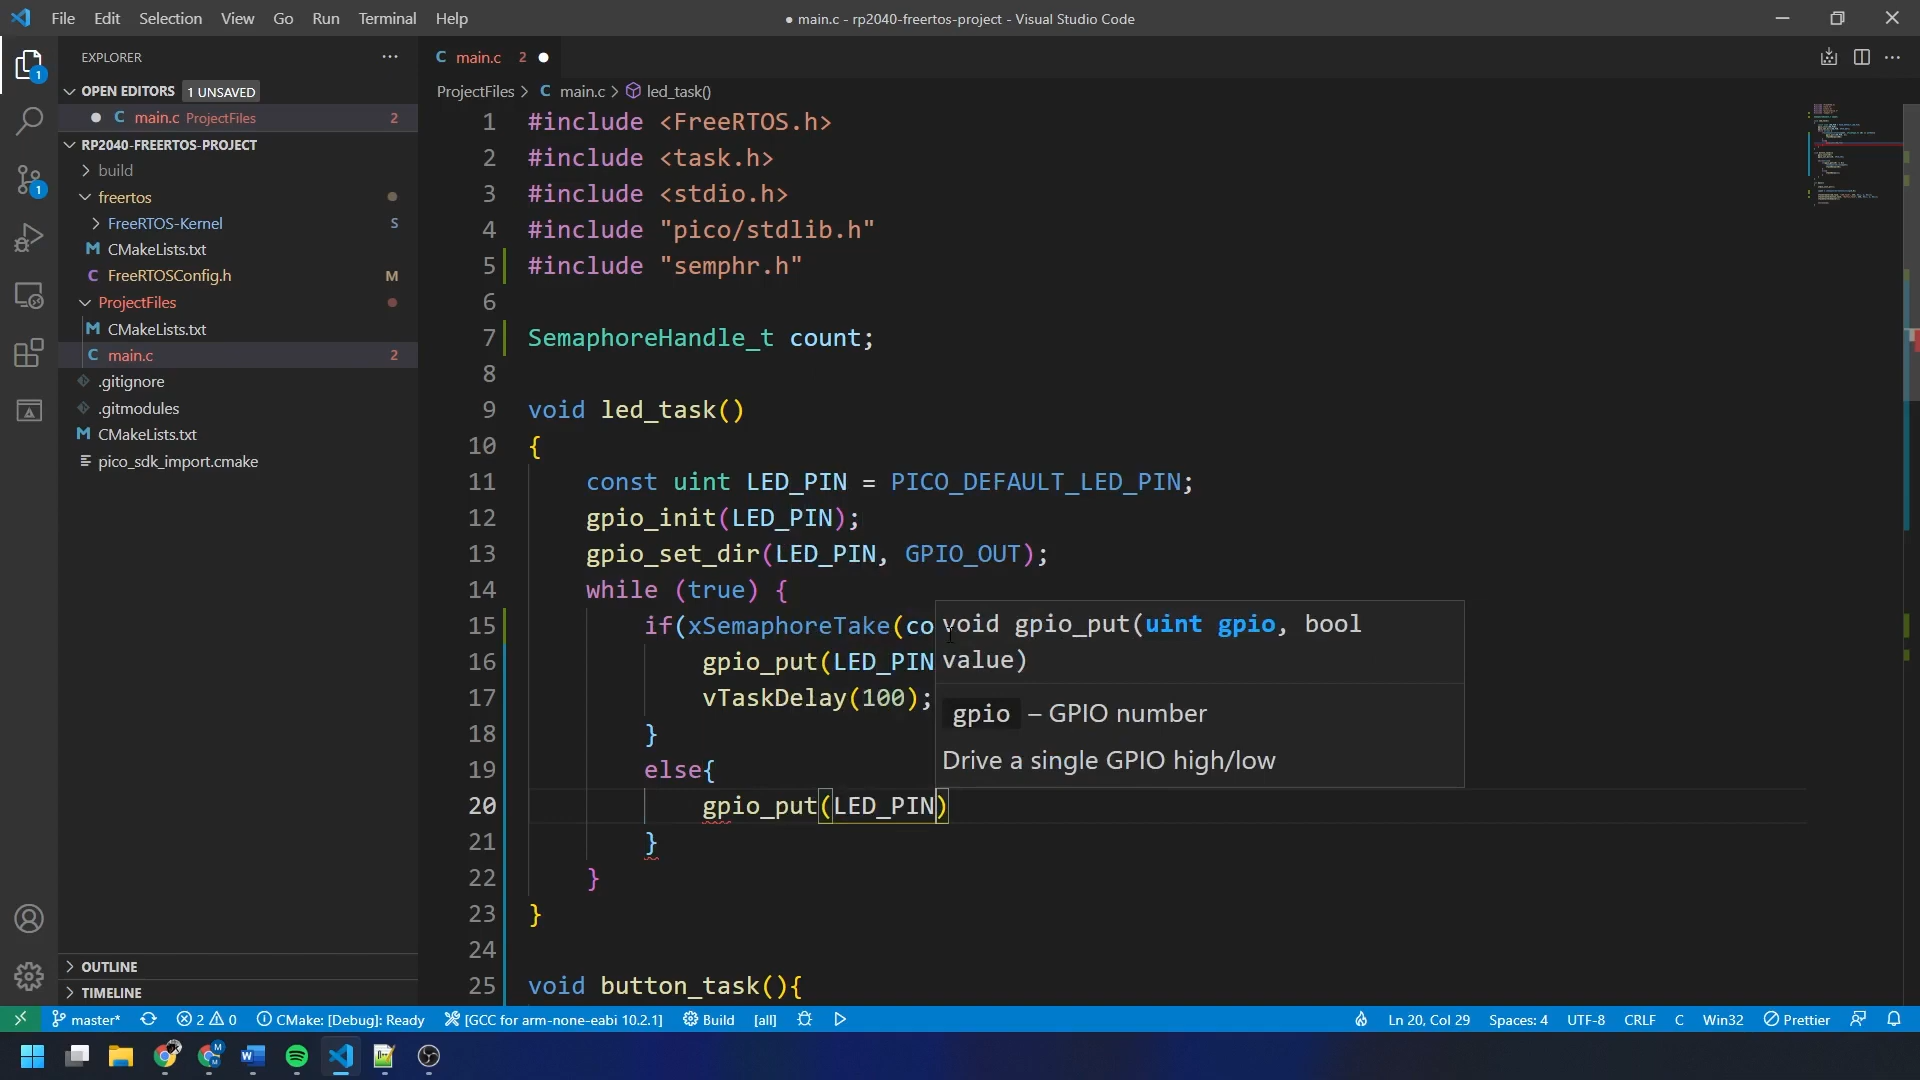 File Edit Selection View Go Run Terminal Help
● main.c - rp2040-freertos-project - Visual Studio Code
EXPLORER
OPEN EDITORS 1 UNSAVED
main.c ProjectFiles 2
RP2040-FREERTOS-PROJECT
build
freertos
FreeRTOS-Kernel S
CMakeLists.txt
FreeRTOSConfig.h M
ProjectFiles
CMakeLists.txt
main.c 2
.gitignore
.gitmodules
CMakeLists.txt
pico_sdk_import.cmake
OUTLINE
TIMELINE
1
1
C main.c 2 ●
ProjectFiles > C main.c > led_task()
1 #include <FreeRTOS.h>
2 #include <task.h>
3 #include <stdio.h>
4 #include "pico/stdlib.h"
5 #include "semphr.h"
6
7 SemaphoreHandle_t count;
8
9 void led_task()
10 {
11 const uint LED_PIN = PICO_DEFAULT_LED_PIN;
12 gpio_init(LED_PIN);
13 gpio_set_dir(LED_PIN, GPIO_OUT);
14 while (true) {
15 if(xSemaphoreTake(co
16 gpio_put(LED_PIN
17 vTaskDelay(100);
18 }
19 else{
20 gpio_put(LED_PIN)
21 }
22 }
23 }
24
25 void button_task(){
void gpio_put(uint gpio, bool
value)
gpio – GPIO number
Drive a single GPIO high/low
master* 2 0 CMake: [Debug]: Ready [GCC for arm-none-eabi 10.2.1] Build [all] Ln 20, Col 29 Spaces: 4 UTF-8 CRLF C Win32 Prettier